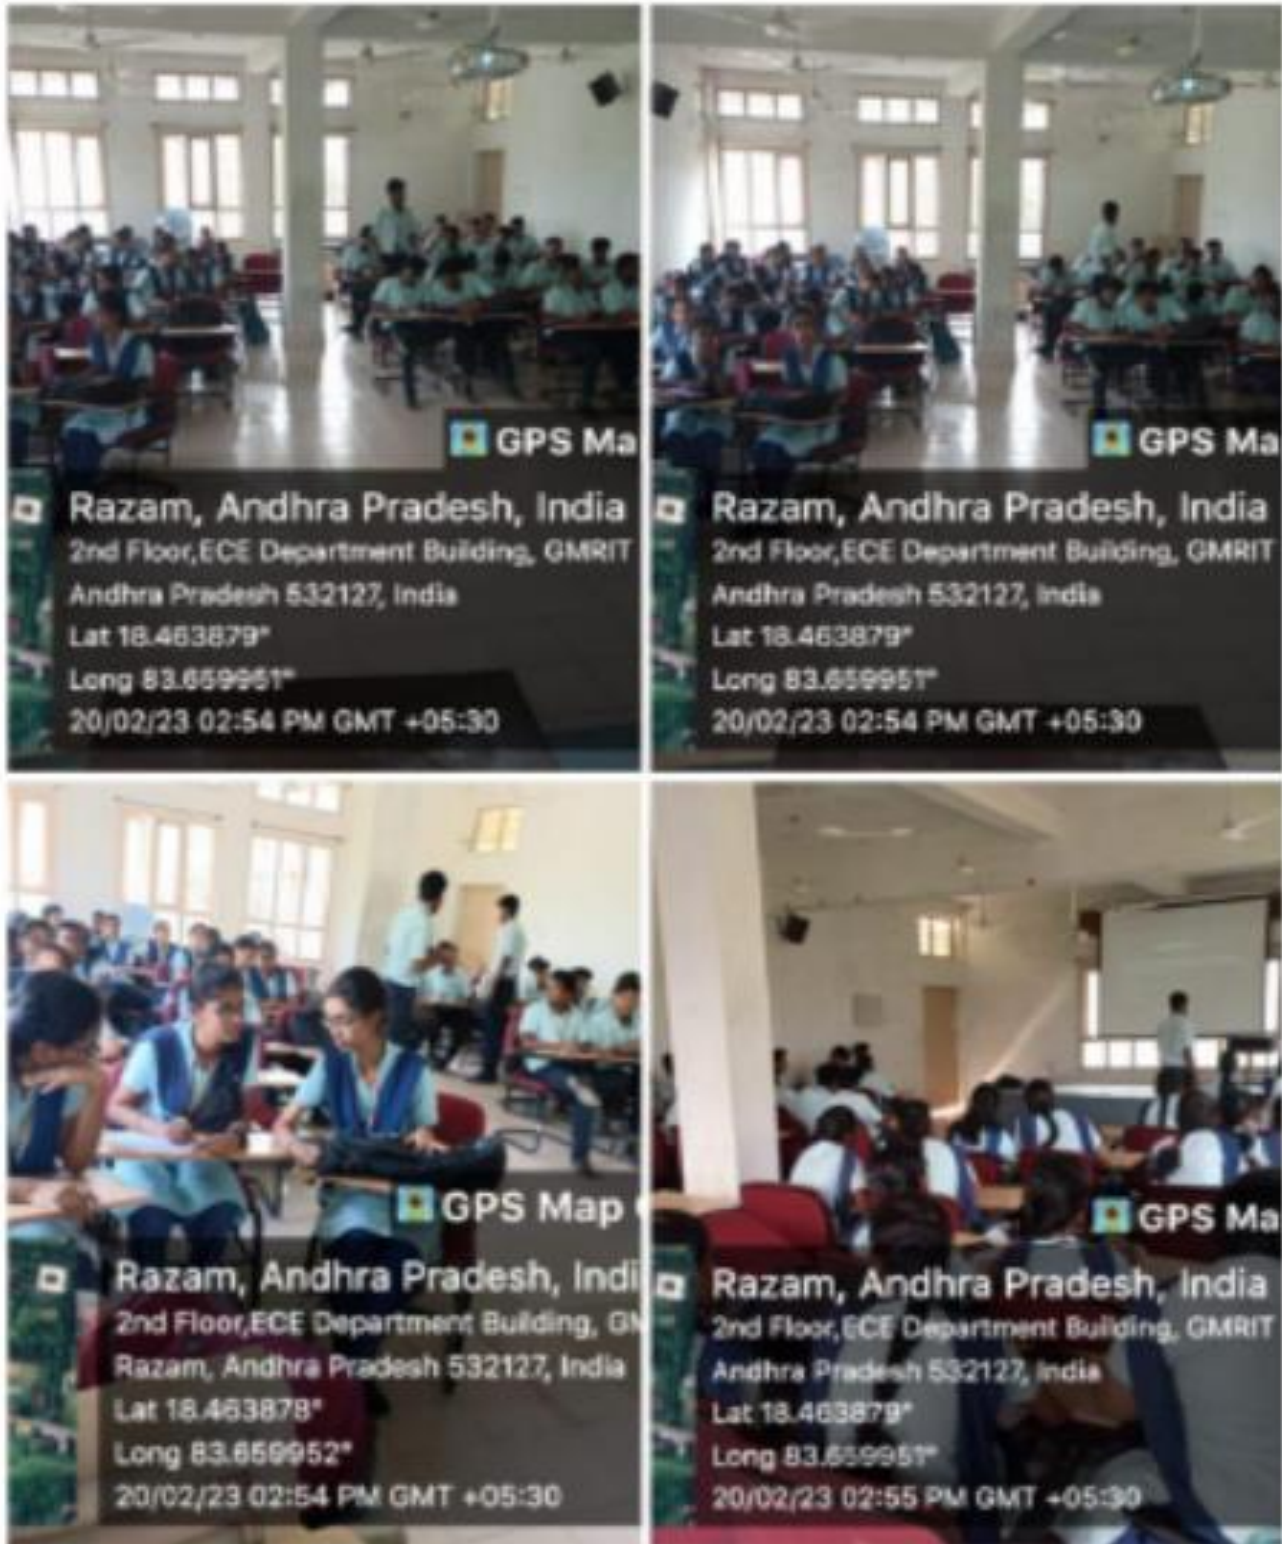 GPS Ma
Razam, Andhra Pradesh, India
2nd Floor,ECE Department Building, GMRIT
Andhra Pradesh 532127, India
Lat 18.463879°
Long 83.659951°
20/02/23 02:54 PM GMT +05:30
GPS Ma
Razam, Andhra Pradesh, India
2nd Floor,ECE Department Building, GMRIT
Andhra Pradesh 532127, India
Lat 18.463879°
Long 83.659951°
20/02/23 02:54 PM GMT +05:30
GPS Map
Razam, Andhra Pradesh, Indi
2nd Floor,ECE Department Building, GM
Razam, Andhra Pradesh 532127, India
Lat 18.463878°
Long 83.659952°
20/02/23 02:54 PM GMT +05:30
GPS Ma
Razam, Andhra Pradesh, India
2nd Floor,ECE Department Building, GMRIT
Andhra Pradesh 532127, India
Lat 18.463879°
Long 83.659951°
20/02/23 02:55 PM GMT +05:30